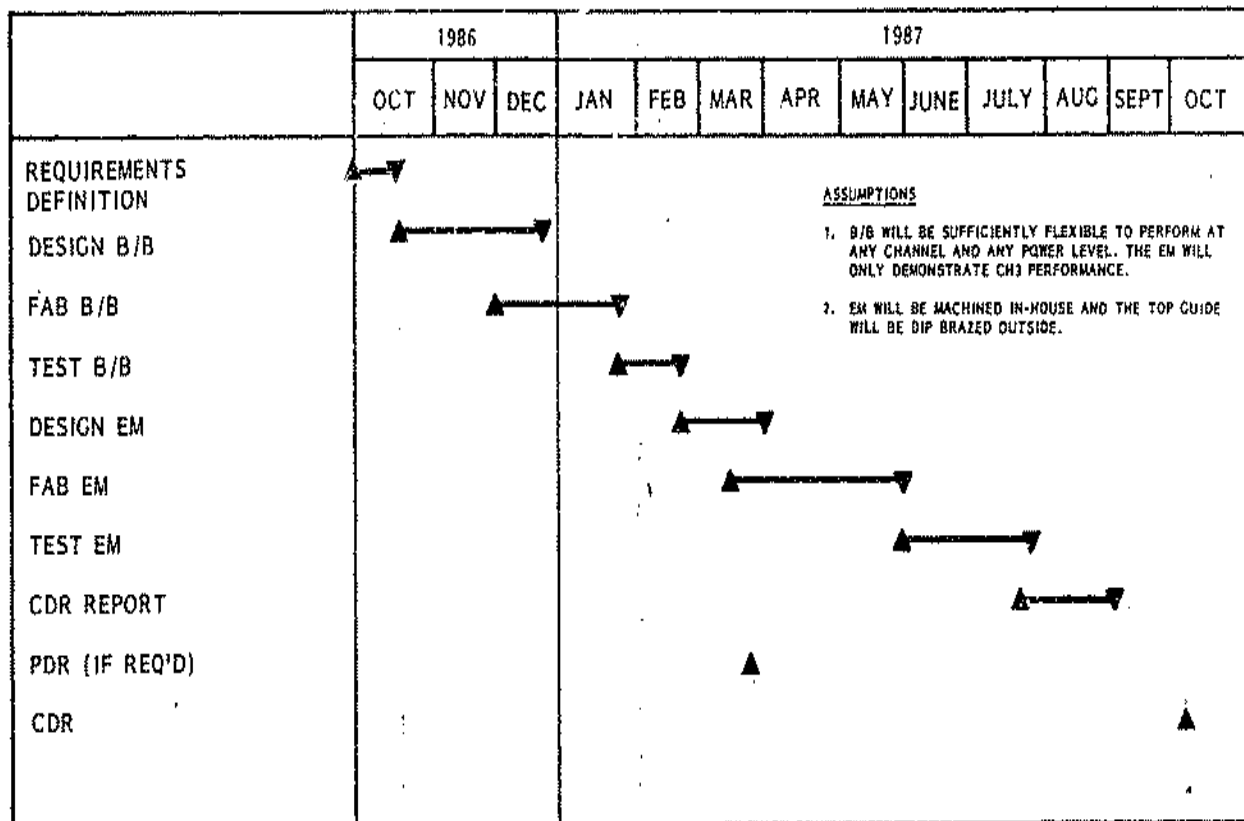 1986 1987
OCT NOV DEC JAN FEB MAR APR MAY JUNE JULY AUG SEPT OCT
REQUIREMENTS
DEFINITION
DESIGN B/B
FAB B/B
TEST B/B
DESIGN EM
FAB EM
TEST EM
CDR REPORT
PDR (IF REQ'D)
CDR
ASSUMPTIONS
1. B/B WILL BE SUFFICIENTLY FLEXIBLE TO PERFORM AT
ANY CHANNEL AND ANY POWER LEVEL. THE EM WILL
ONLY DEMONSTRATE CH3 PERFORMANCE.
2. EM WILL BE MACHINED IN-HOUSE AND THE TOP GUIDE
WILL BE DIP BRAZED OUTSIDE.